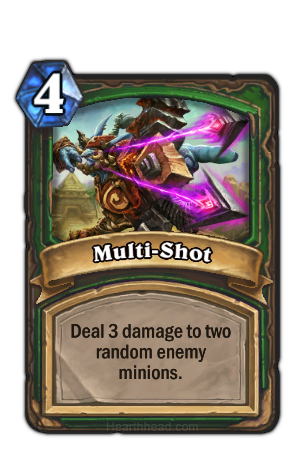 4
Multi-Shot
Deal 3 damage to two
random enemy
minions.
Hearthhead.com